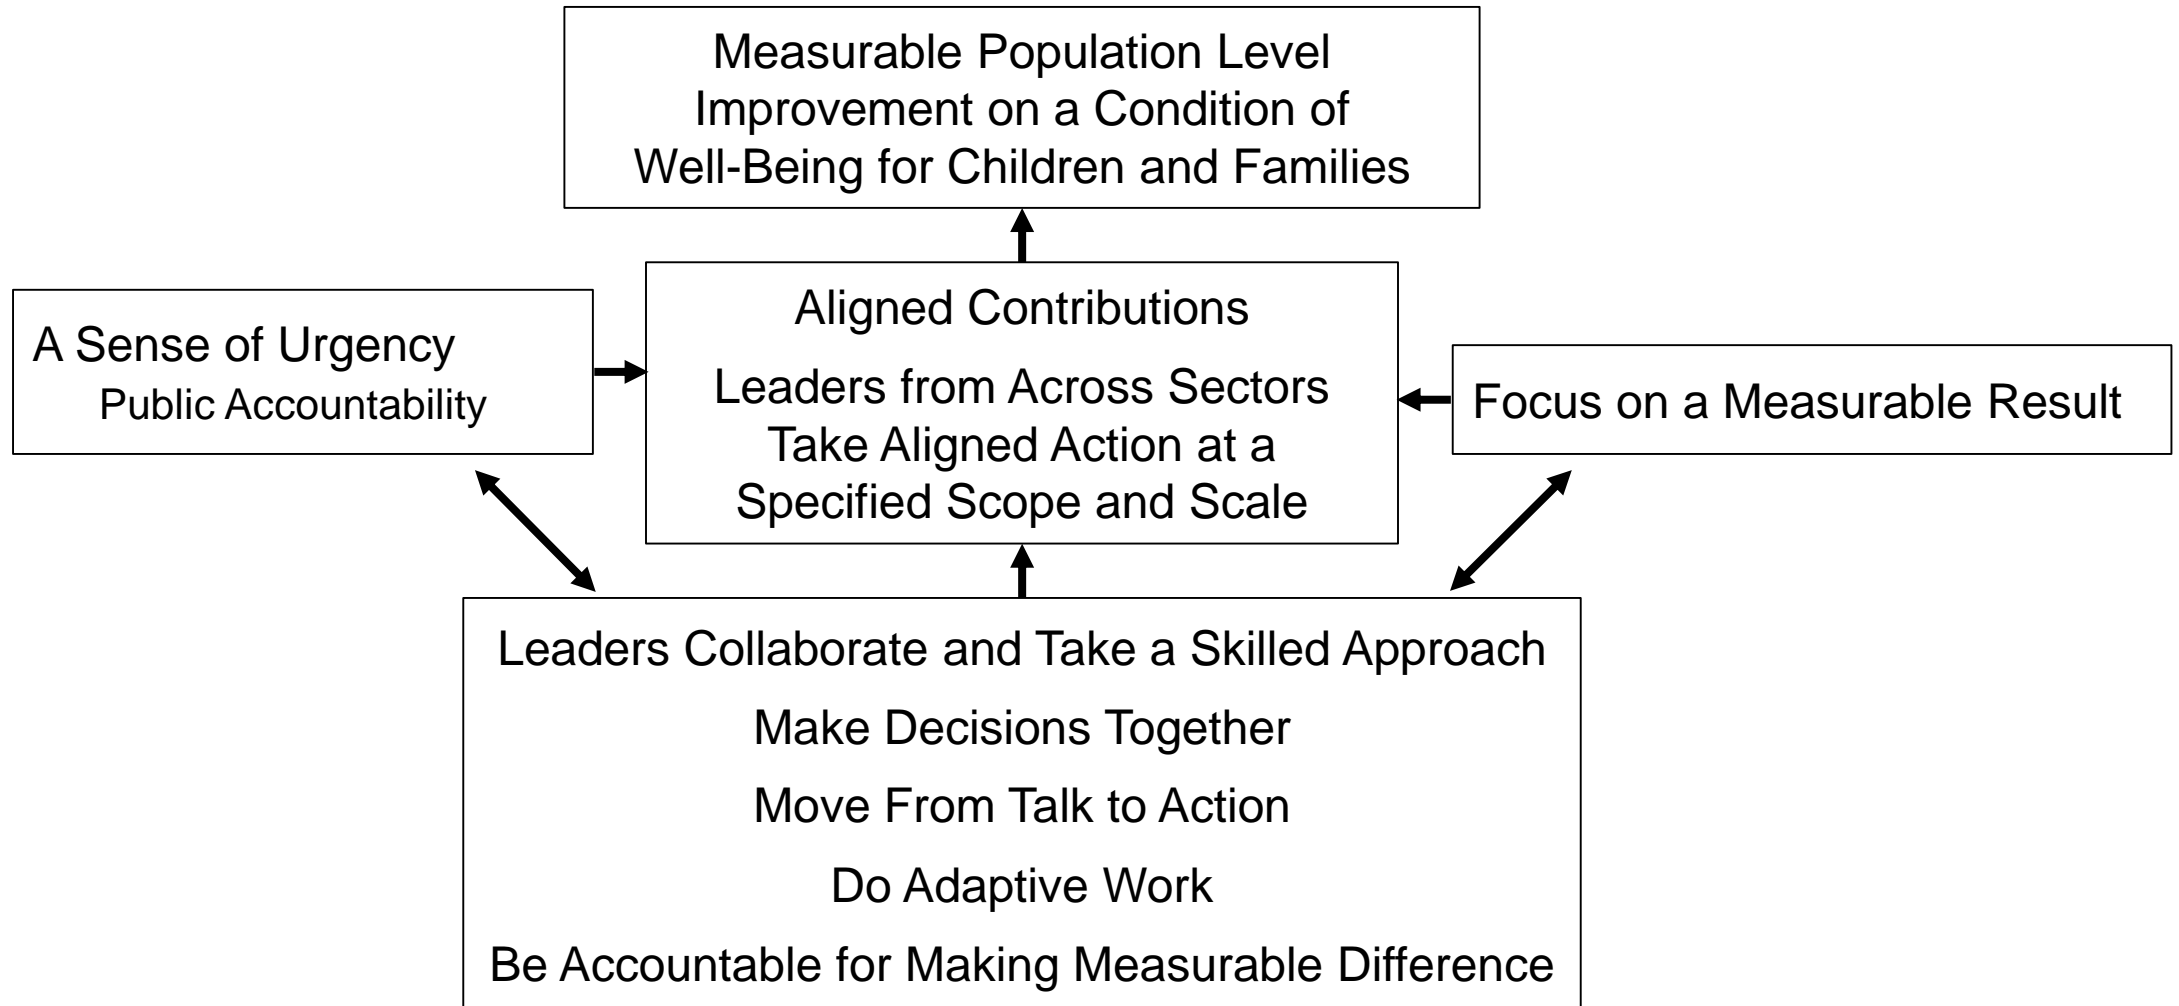 Measurable Population Level
Improvement on a Condition of
Well-Being for Children and Families
A Sense of Urgency
Public Accountability
Aligned Contributions
Leaders from Across Sectors
Take Aligned Action at a
Specified Scope and Scale
Focus on a Measurable Result
Leaders Collaborate and Take a Skilled Approach
Make Decisions Together
Move From Talk to Action
Do Adaptive Work
Be Accountable for Making Measurable Difference